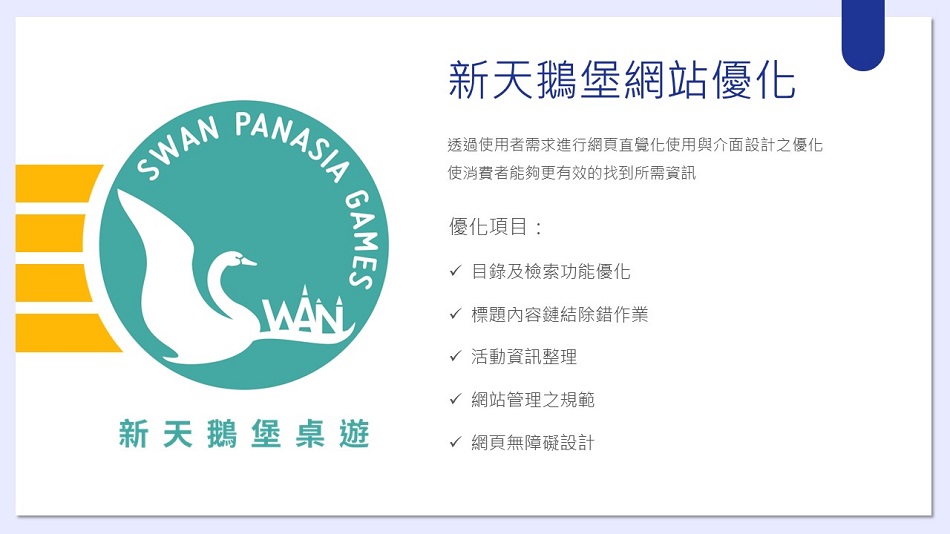 SWAN PANASIA GAMES
SWAN
新天鵝堡桌遊
新天鵝堡網站優化
透過使用者需求進行網頁直覺化使用與介面設計之優化
使消費者能夠更有效的找到所需資訊
優化項目：
✓ 目錄及檢索功能優化
✓ 標題內容鏈結除錯作業
✓ 活動資訊整理
✓ 網站管理之規範
✓ 網頁無障礙設計